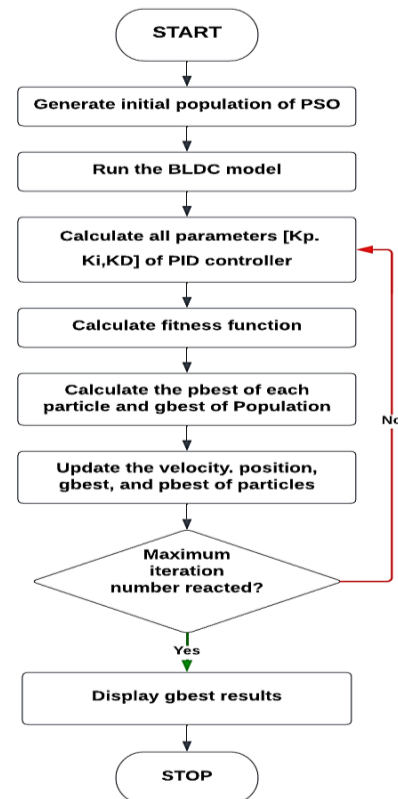 START
Generate initial population of PSO
Run the BLDC model
Calculate all parameters [Kp.
Ki,KD] of PID controller
Calculate fitness function
Calculate the pbest of each
particle and gbest of Population
Update the velocity. position,
gbest, and pbest of particles
Maximum
iteration
number reacted?
No
Yes
Display gbest results
STOP